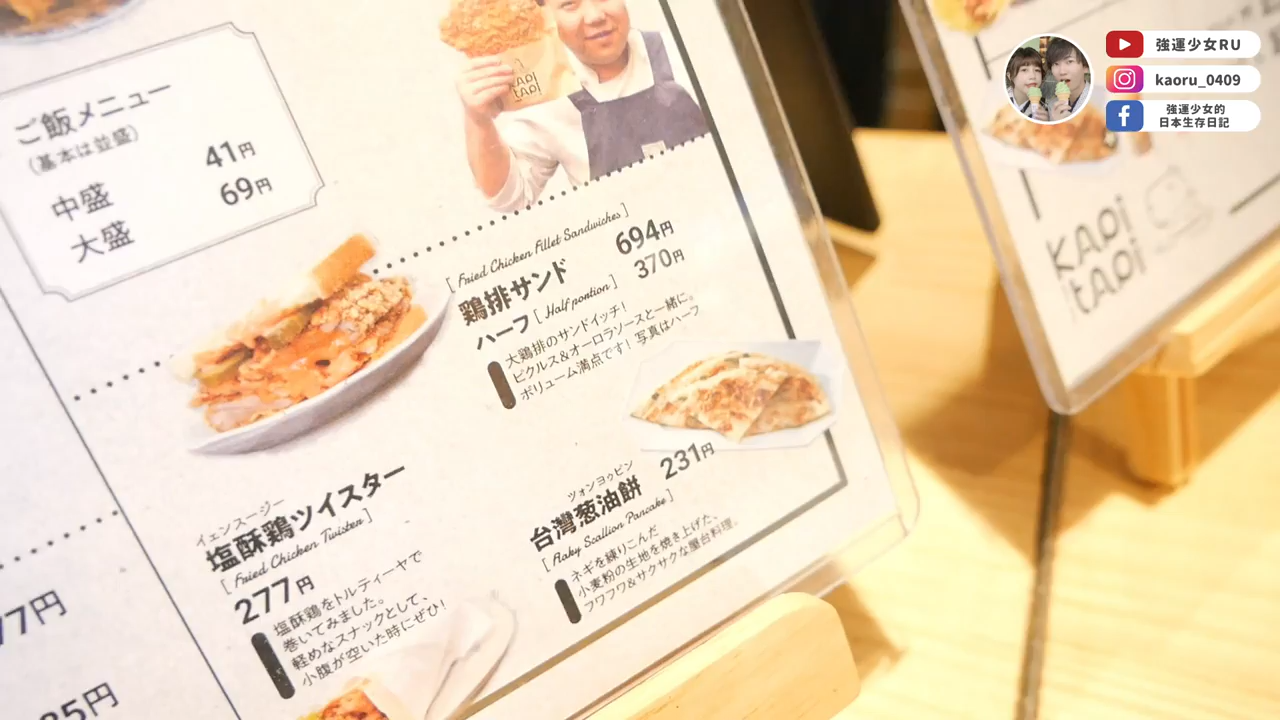 ご飯メニュー
(基本は並盛)
中盛 41円
大盛 69円
KAPI
TAPI
[ Fried Chicken Fillet Sandwiches ]
鶏排サンド 694円
ハーフ [ Half portion ] 370円
大鶏排のサンドイッチ!
ピクルス&オーロラソースと一緒に。
ボリューム満点です! 写真はハーフ
イェンスージー
塩酥鶏ツイスター
[ Fried Chicken Twister ]
277円
塩酥鶏をトルティーヤで
巻いてみました。
軽めなスナックとして、
小腹が空いた時にぜひ!
ツォンヨゥビン
台灣葱油餅 231円
[ Flaky Scallion Pancake ]
ネギを練りこんだ
小麦粉の生地を焼き上げた、
フワフワ&サクサクな屋台料理。
77円
85円
KAPI
TAPI
強運少女RU
kaoru_0409
強運少女的
日本生存日記